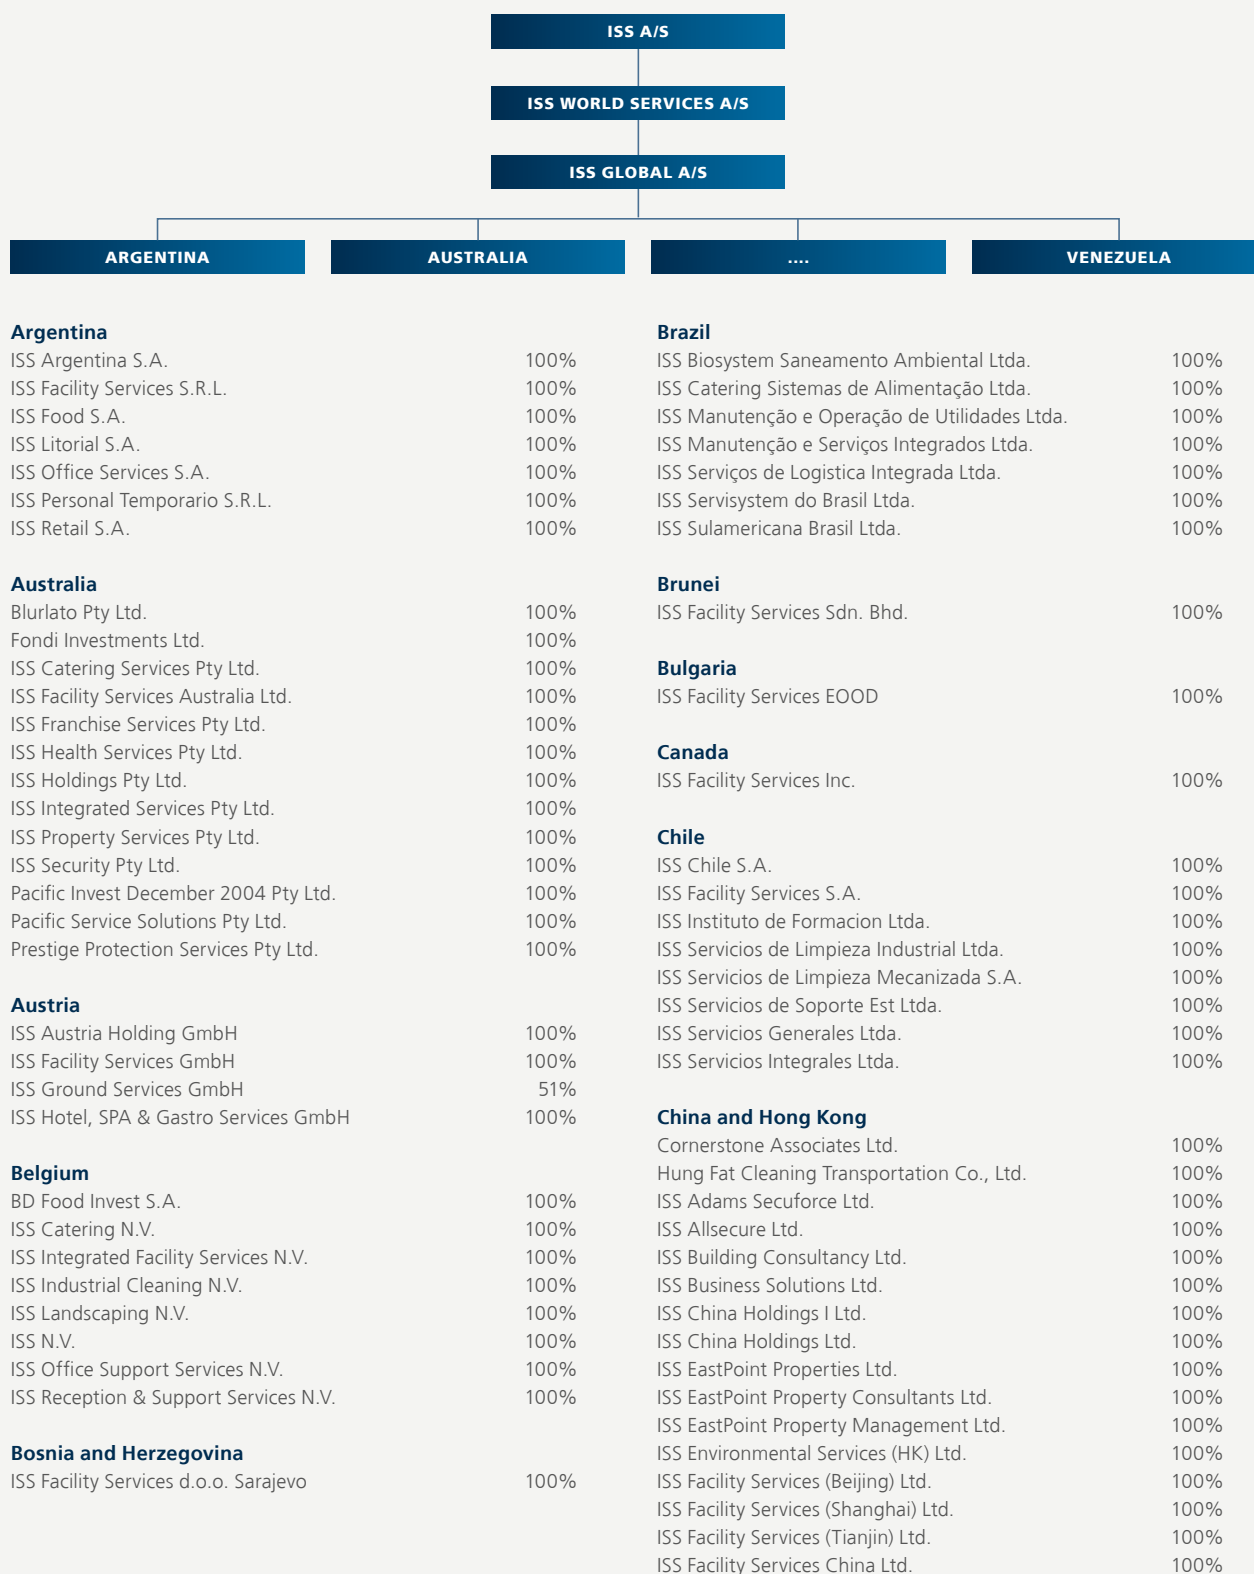 ISS A/S
ISS WORLD SERVICES A/S
ISS GLOBAL A/S
ARGENTINA
AUSTRALIA
....
VENEZUELA
Argentina
ISS Argentina S.A. 100%
ISS Facility Services S.R.L. 100%
ISS Food S.A. 100%
ISS Litorial S.A. 100%
ISS Office Services S.A. 100%
ISS Personal Temporario S.R.L. 100%
ISS Retail S.A. 100%
Australia
Blurlato Pty Ltd. 100%
Fondi Investments Ltd. 100%
ISS Catering Services Pty Ltd. 100%
ISS Facility Services Australia Ltd. 100%
ISS Franchise Services Pty Ltd. 100%
ISS Health Services Pty Ltd. 100%
ISS Holdings Pty Ltd. 100%
ISS Integrated Services Pty Ltd. 100%
ISS Property Services Pty Ltd. 100%
ISS Security Pty Ltd. 100%
Pacific Invest December 2004 Pty Ltd. 100%
Pacific Service Solutions Pty Ltd. 100%
Prestige Protection Services Pty Ltd. 100%
Austria
ISS Austria Holding GmbH 100%
ISS Facility Services GmbH 100%
ISS Ground Services GmbH 51%
ISS Hotel, SPA & Gastro Services GmbH 100%
Belgium
BD Food Invest S.A. 100%
ISS Catering N.V. 100%
ISS Integrated Facility Services N.V. 100%
ISS Industrial Cleaning N.V. 100%
ISS Landscaping N.V. 100%
ISS N.V. 100%
ISS Office Support Services N.V. 100%
ISS Reception & Support Services N.V. 100%
Bosnia and Herzegovina
ISS Facility Services d.o.o. Sarajevo 100%
Brazil
ISS Biosystem Saneamento Ambiental Ltda. 100%
ISS Catering Sistemas de Alimentação Ltda. 100%
ISS Manutenção e Operação de Utilidades Ltda. 100%
ISS Manutenção e Serviços Integrados Ltda. 100%
ISS Serviços de Logistica Integrada Ltda. 100%
ISS Servisystem do Brasil Ltda. 100%
ISS Sulamericana Brasil Ltda. 100%
Brunei
ISS Facility Services Sdn. Bhd. 100%
Bulgaria
ISS Facility Services EOOD 100%
Canada
ISS Facility Services Inc. 100%
Chile
ISS Chile S.A. 100%
ISS Facility Services S.A. 100%
ISS Instituto de Formacion Ltda. 100%
ISS Servicios de Limpieza Industrial Ltda. 100%
ISS Servicios de Limpieza Mecanizada S.A. 100%
ISS Servicios de Soporte Est Ltda. 100%
ISS Servicios Generales Ltda. 100%
ISS Servicios Integrales Ltda. 100%
China and Hong Kong
Cornerstone Associates Ltd. 100%
Hung Fat Cleaning Transportation Co., Ltd. 100%
ISS Adams Secuforce Ltd. 100%
ISS Allsecure Ltd. 100%
ISS Building Consultancy Ltd. 100%
ISS Business Solutions Ltd. 100%
ISS China Holdings I Ltd. 100%
ISS China Holdings Ltd. 100%
ISS EastPoint Properties Ltd. 100%
ISS EastPoint Property Consultants Ltd. 100%
ISS EastPoint Property Management Ltd. 100%
ISS Environmental Services (HK) Ltd. 100%
ISS Facility Services (Beijing) Ltd. 100%
ISS Facility Services (Shanghai) Ltd. 100%
ISS Facility Services (Tianjin) Ltd. 100%
ISS Facility Services China Ltd. 100%